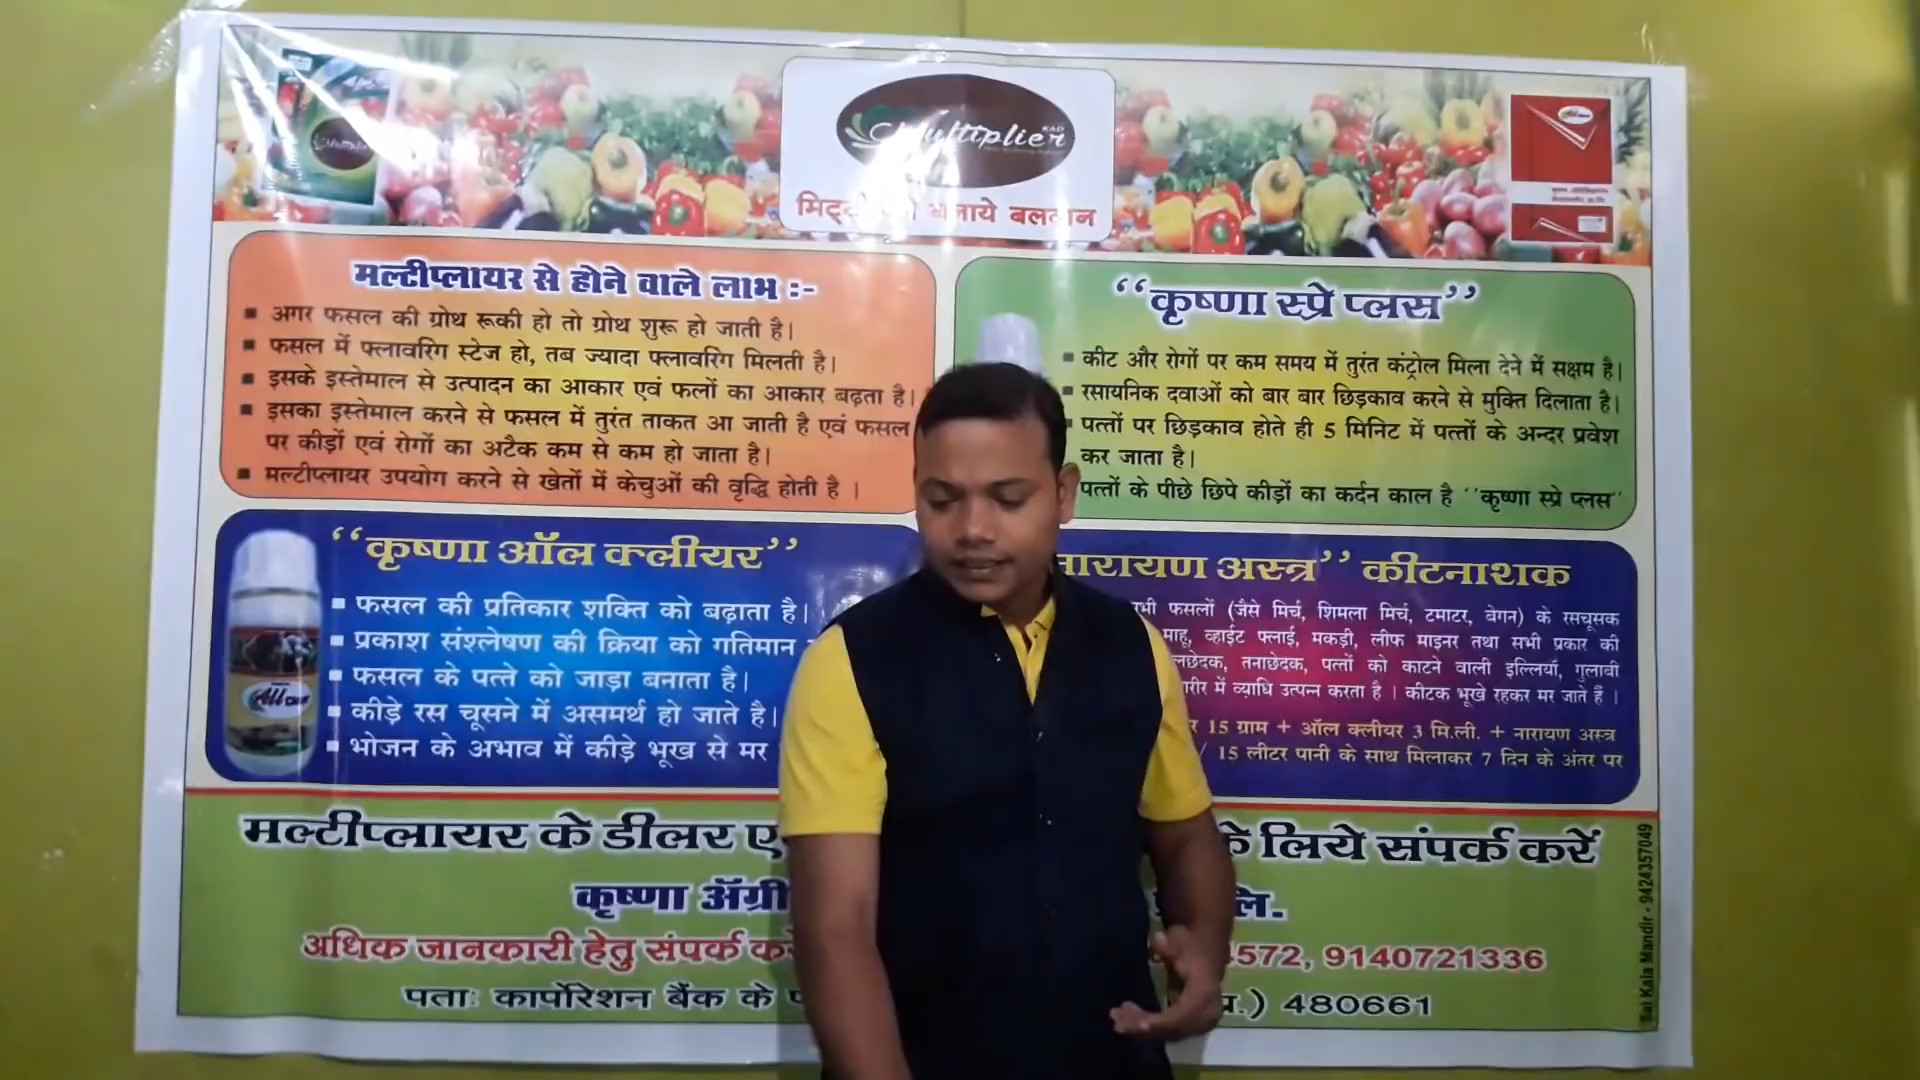 Multiplier
KAD
मल्टीप्लायर से होने वाले लाभ :-
▪ अगर फसल की ग्रोथ रूकी हो तो ग्रोथ शुरू हो जाती है।
▪ फसल में फ्लावरिंग स्टेज हो, तब ज्यादा फ्लावरिंग मिलती है।
▪ इसके इस्तेमाल से उत्पादन का आकार एवं फलों का आकार बढ़ता है।
▪ इसका इस्तेमाल करने से फसल में तुरंत ताकत आ जाती है एवं फसल
पर कीड़ों एवं रोगों का अटैक कम से कम हो जाता है।
▪ मल्टीप्लायर उपयोग करने से खेतों में केचुओं की वृद्धि होती है ।
“कृष्णा स्प्रे प्लस”
▪ कीट और रोगों पर कम समय में तुरंत कंट्रोल मिला देने में सक्षम है।
▪ रसायनिक दवाओं को बार बार छिड़काव करने से मुक्ति दिलाता है।
▪ पत्तों पर छिड़काव होते ही 5 मिनिट में पत्तों के अन्दर प्रवेश
कर जाता है।
पत्तों के पीछे छिपे कीड़ों का कर्दन काल है "कृष्णा स्प्रे प्लस"
“कृष्णा ऑल क्लीयर”
▪ फसल की प्रतिकार शक्ति को बढ़ाता है।
▪ प्रकाश संश्लेषण की क्रिया को गतिमान
▪ फसल के पत्ते को जाड़ा बनाता है।
▪ कीड़े रस चूसने में असमर्थ हो जाते है।
▪ भोजन के अभाव में कीड़े भूख से मर
All Clear
नारायण अस्त्र” कीटनाशक
फसलों (जैसे मिर्च, शिमला मिर्च, टमाटर, बेगन) के रसचूसक
माहू, व्हाईट फ्लाई, मकड़ी, लीफ माइनर तथा सभी प्रकार की
तनाछेदक, पत्तों को काटने वाली इल्लियाँ, गुलाबी
में व्याधि उत्पन्न करता है । कीटक भूखे रहकर मर जाते हैं ।
15 ग्राम + ऑल क्लीयर 3 मि.ली. + नारायण अस्त्र
/ 15 लीटर पानी के साथ मिलाकर 7 दिन के अंतर पर
मल्टीप्लायर के डीलर के लिये संपर्क करें
कृष्णा अ‍ॅग्री लि.
अधिक जानकारी हेतु संपर्क 4572, 9140721336
पताः कार्पोरेशन बैंक के 480661
Sai Kala Mandir - 9424357049